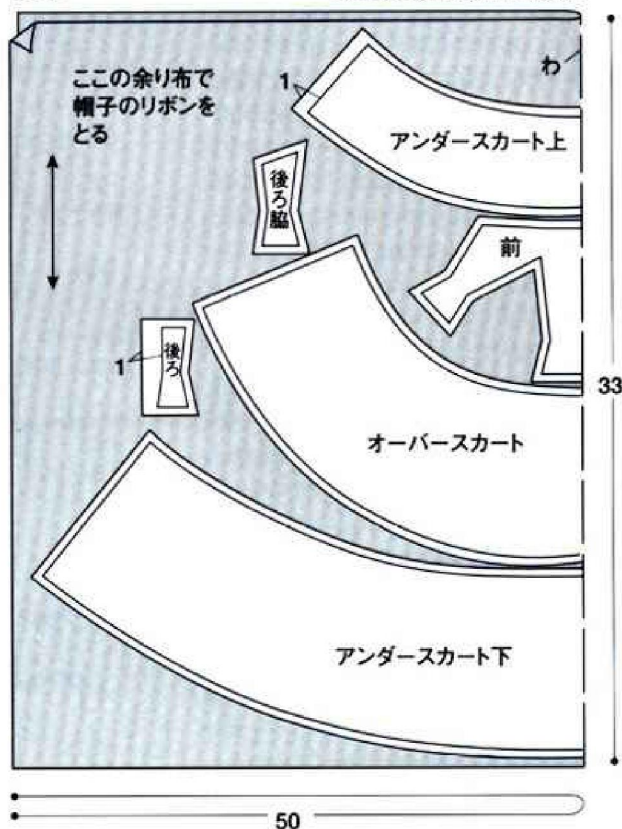 わ
ここの余り布で
帽子のリボンを
とる
1
アンダースカート上
後ろ脇
前
1
後ろ
33
オーバースカート
アンダースカート下
50